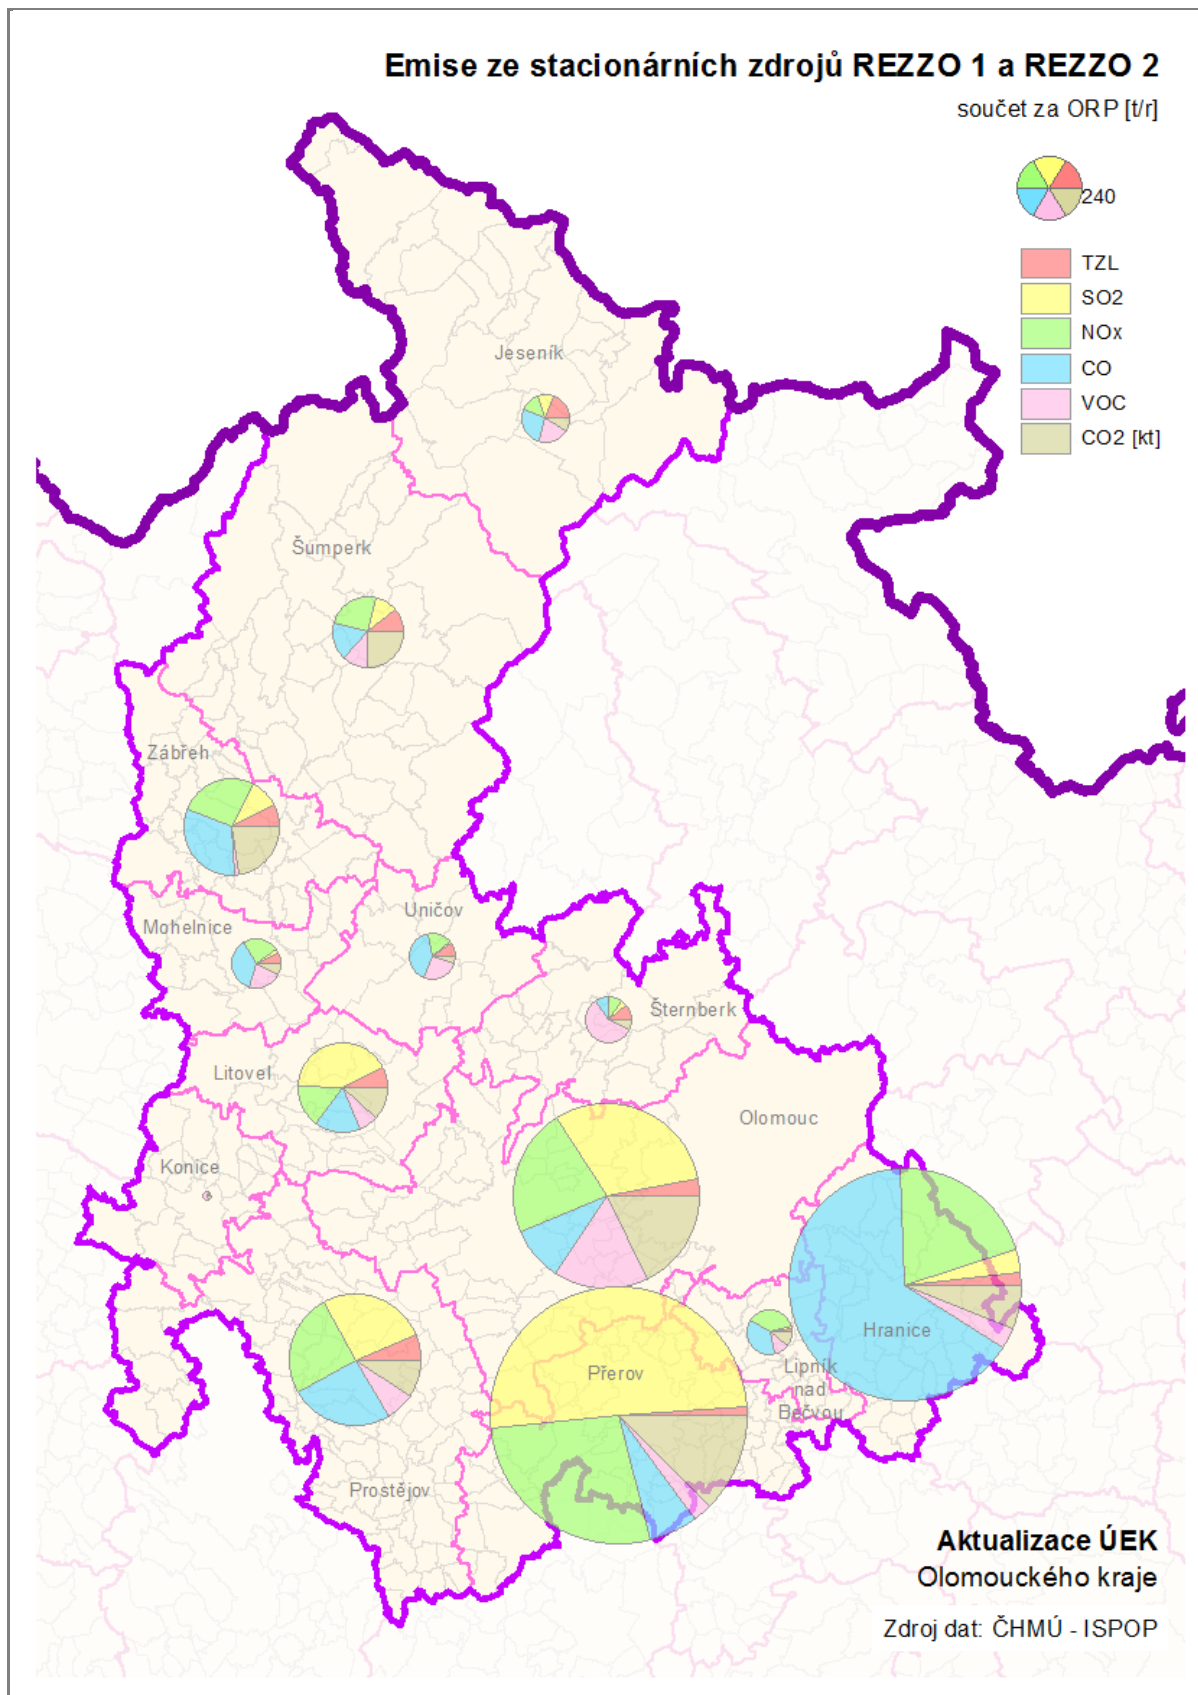 Emise ze stacionárních zdrojů REZZO 1 a REZZO 2
součet za ORP [t/r]
240
TZL
SO2
NOx
CO
VOC
CO2 [kt]
Jeseník
Šumperk
Zábřeh
Uničov
Mohelnice
Šternberk
Litovel
Olomouc
Konice
Hranice
Přerov
Lipník
nad
Bečvou
Prostějov
Aktualizace ÚEK
Olomouckého kraje
Zdroj dat: ČHMÚ - ISPOP